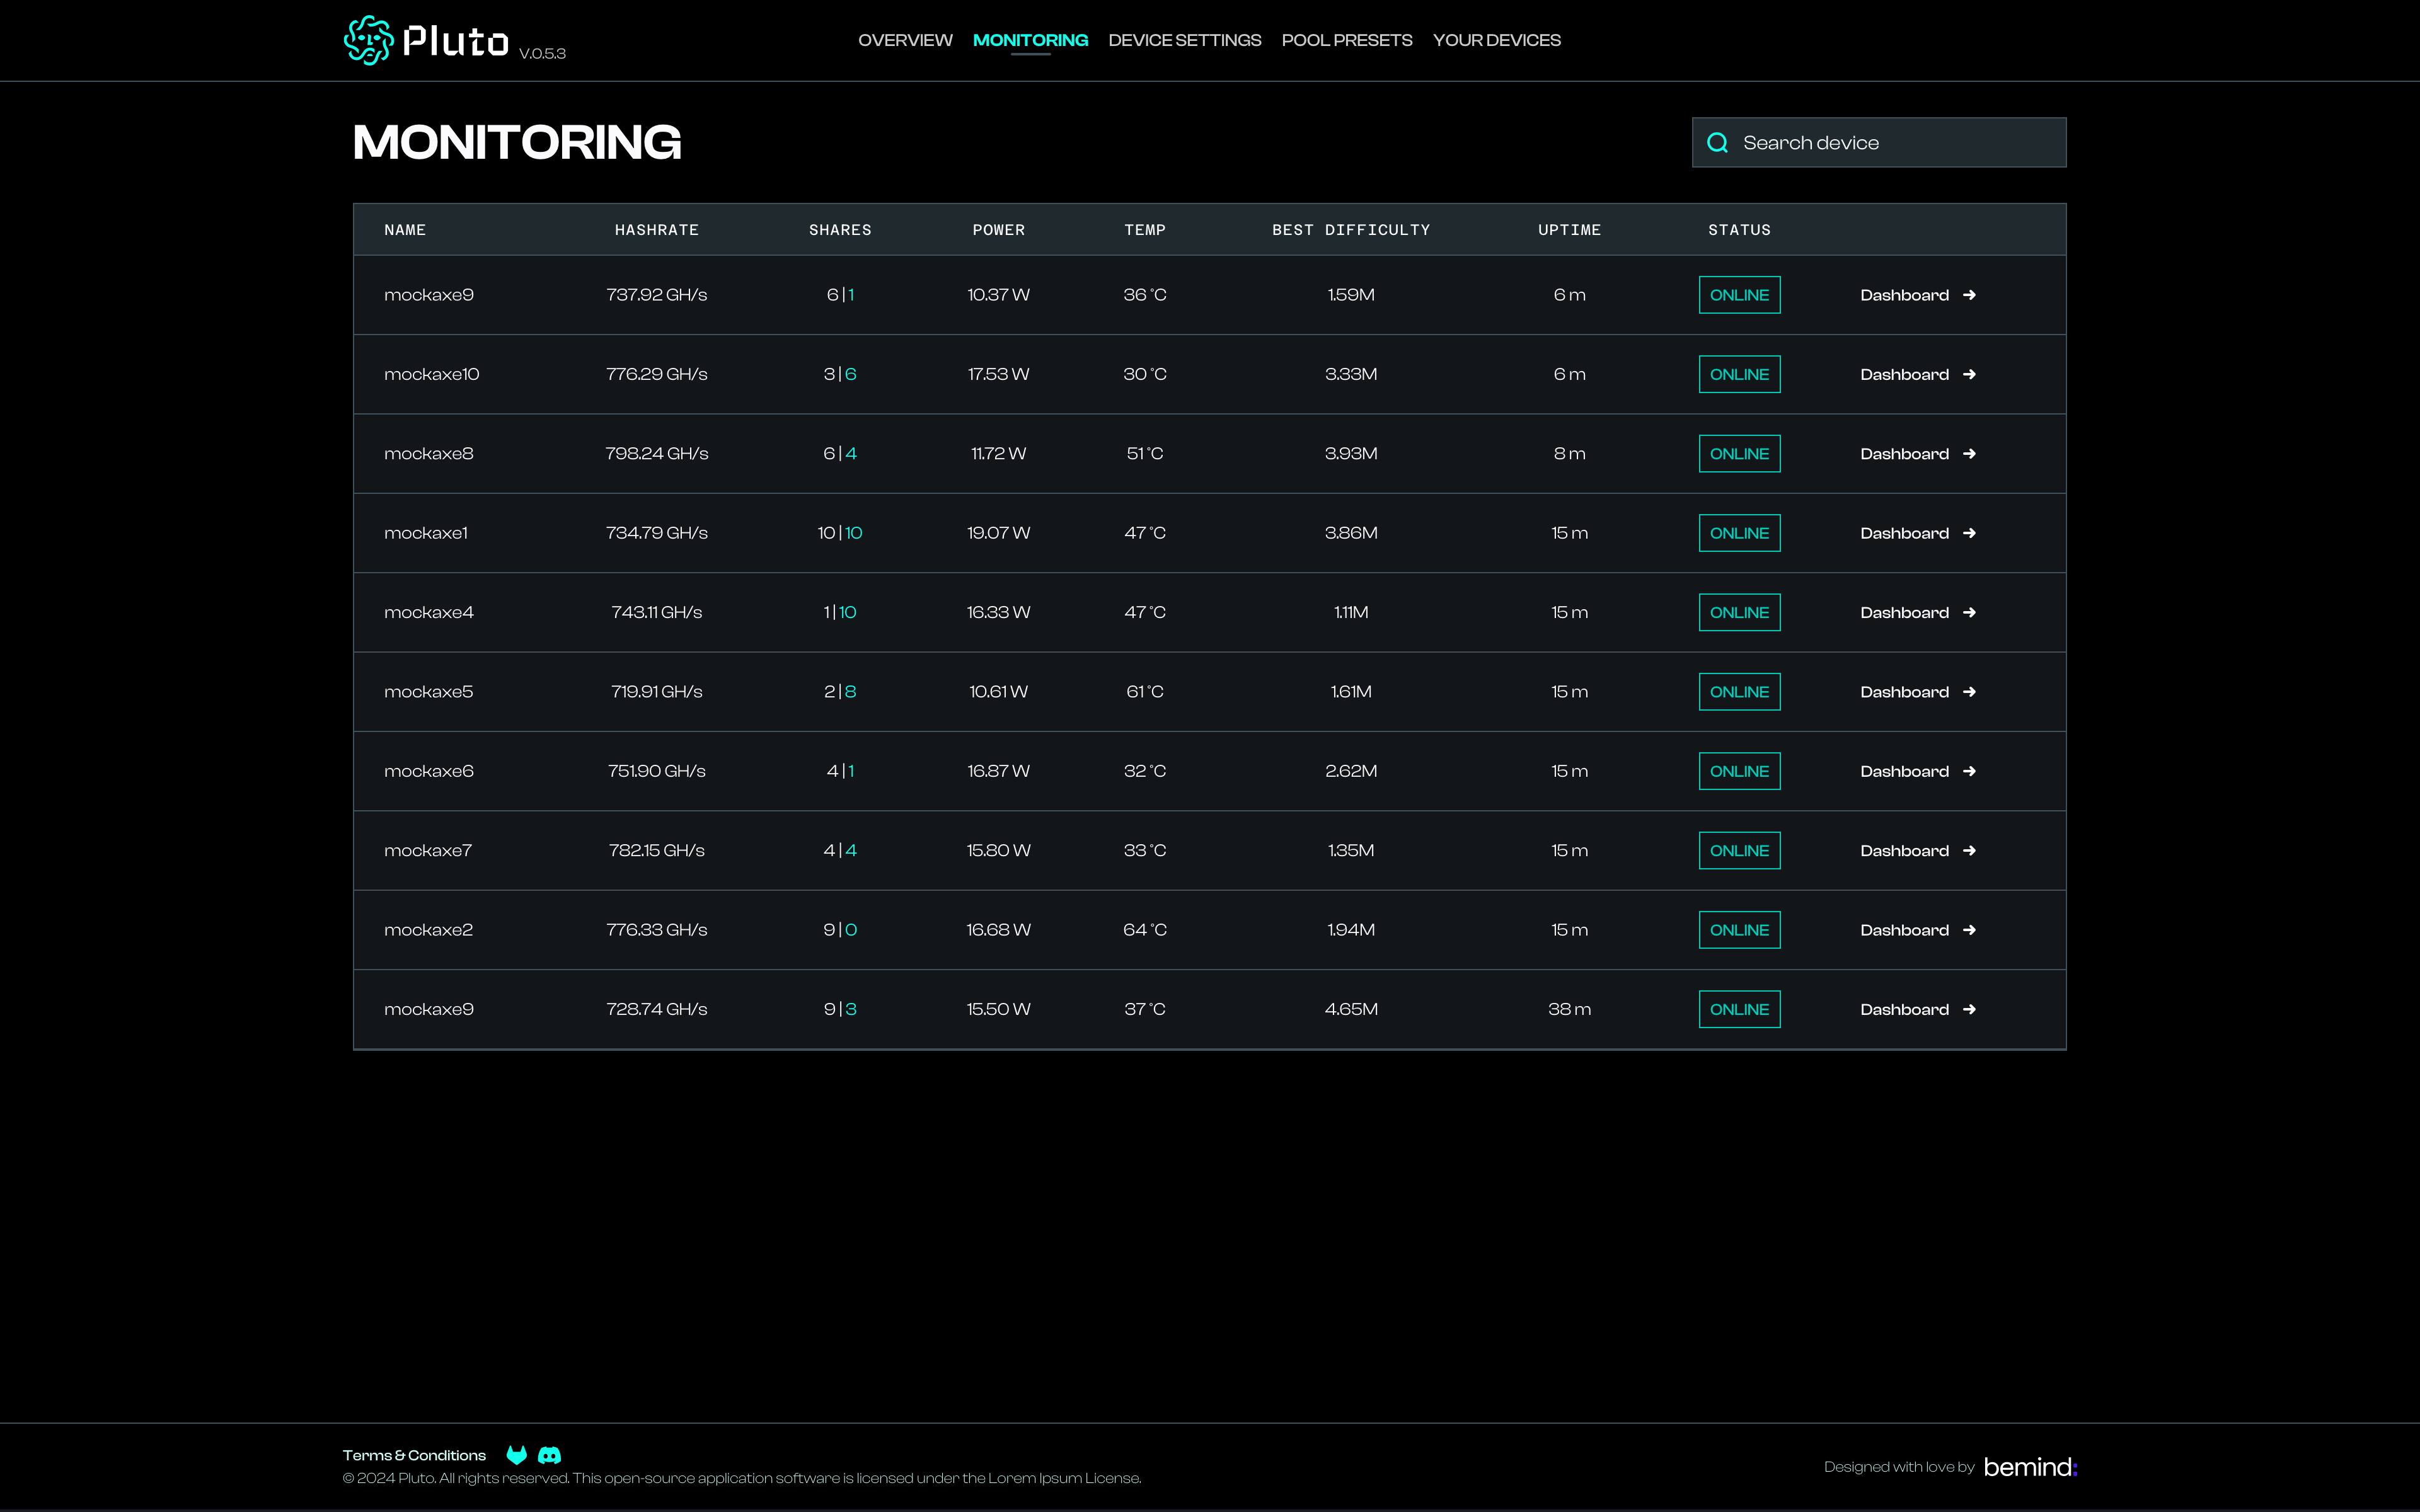 Pluto V.0.5.3 OVERVIEW MONITORING DEVICE SETTINGS POOL PRESETS YOUR DEVICES
MONITORING Search device
NAME HASHRATE SHARES POWER TEMP BEST DIFFICULTY UPTIME STATUS
mockaxe9 737.92 GH/s 6 | 1 10.37 W 36 °C 1.59M 6 m ONLINE Dashboard →
mockaxe10 776.29 GH/s 3 | 6 17.53 W 30 °C 3.33M 6 m ONLINE Dashboard →
mockaxe8 798.24 GH/s 6 | 4 11.72 W 51 °C 3.93M 8 m ONLINE Dashboard →
mockaxe1 734.79 GH/s 10 | 10 19.07 W 47 °C 3.86M 15 m ONLINE Dashboard →
mockaxe4 743.11 GH/s 1 | 10 16.33 W 47 °C 1.11M 15 m ONLINE Dashboard →
mockaxe5 719.91 GH/s 2 | 8 10.61 W 61 °C 1.61M 15 m ONLINE Dashboard →
mockaxe6 751.90 GH/s 4 | 1 16.87 W 32 °C 2.62M 15 m ONLINE Dashboard →
mockaxe7 782.15 GH/s 4 | 4 15.80 W 33 °C 1.35M 15 m ONLINE Dashboard →
mockaxe2 776.33 GH/s 9 | 0 16.68 W 64 °C 1.94M 15 m ONLINE Dashboard →
mockaxe9 728.74 GH/s 9 | 3 15.50 W 37 °C 4.65M 38 m ONLINE Dashboard →
Terms & Conditions
© 2024 Pluto. All rights reserved. This open-source application software is licensed under the Lorem Ipsum License.
Designed with love by bemind: